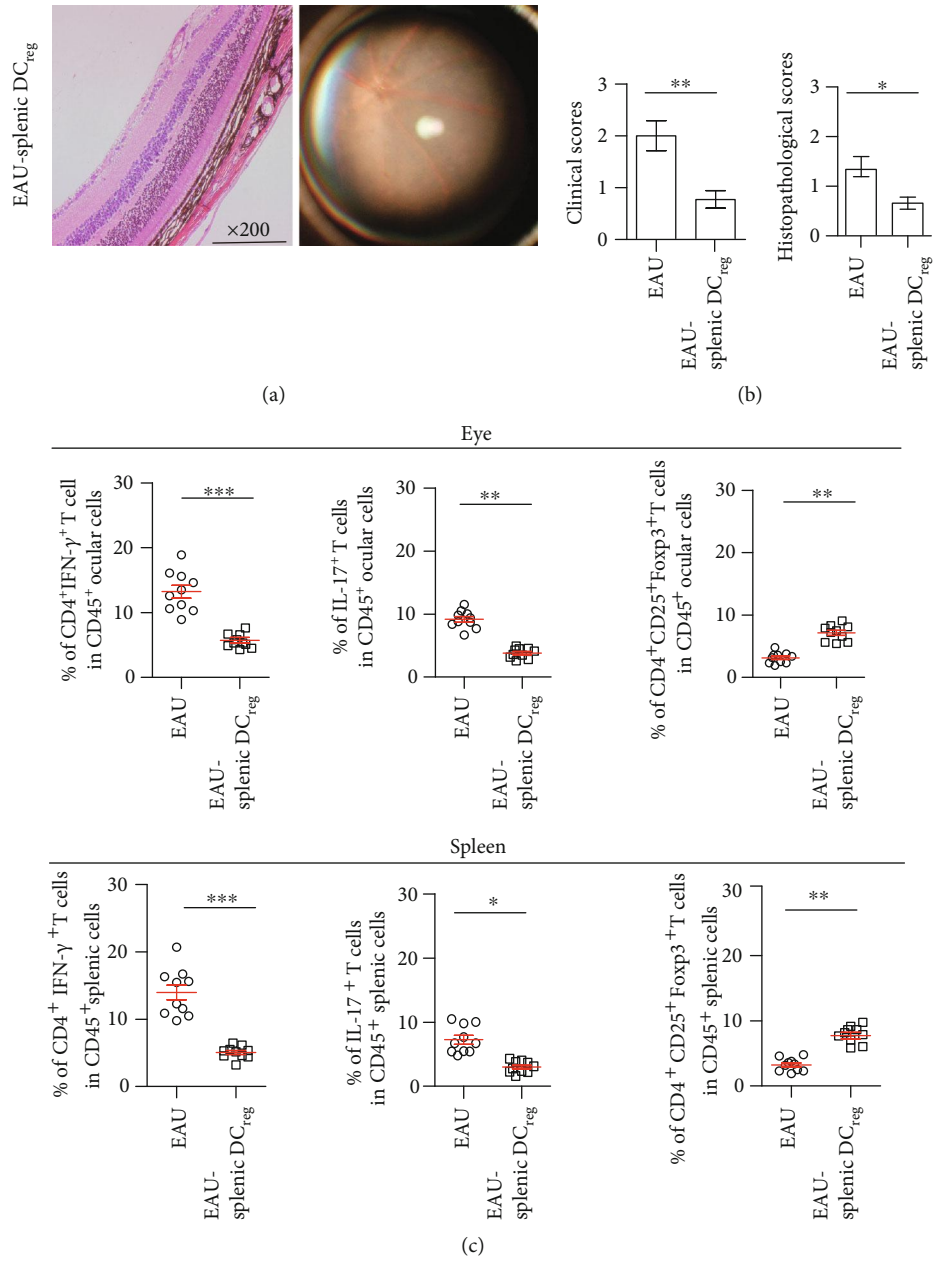 EAU-splenic DCreg
×200
(a)
Clinical scores
3
2
1
0
**
EAU
EAU-
splenic DCreg
Histopathological scores
3
2
1
0
*
EAU
EAU-
splenic DCreg
(b)
Eye
% of CD4+IFN-γ+T cell
in CD45+ ocular cells
30
20
10
0
***
EAU
EAU-
splenic DCreg
% of IL-17+ T cells
in CD45+ ocular cells
30
20
10
0
**
EAU
EAU-
splenic DCreg
% of CD4+CD25+Foxp3+T cells
in CD45+ ocular cells
30
20
10
0
**
EAU
EAU-
splenic DCreg
Spleen
% of CD4+ IFN-γ +T cells
in CD45+splenic cells
30
20
10
0
***
EAU
EAU-
splenic DCreg
% of IL-17 + T cells
in CD45+ splenic cells
30
20
10
0
*
EAU
EAU-
splenic DCreg
% of CD4+ CD25+ Foxp3 +T cells
in CD45+ splenic cells
30
20
10
0
**
EAU
EAU-
splenic DCreg
(c)